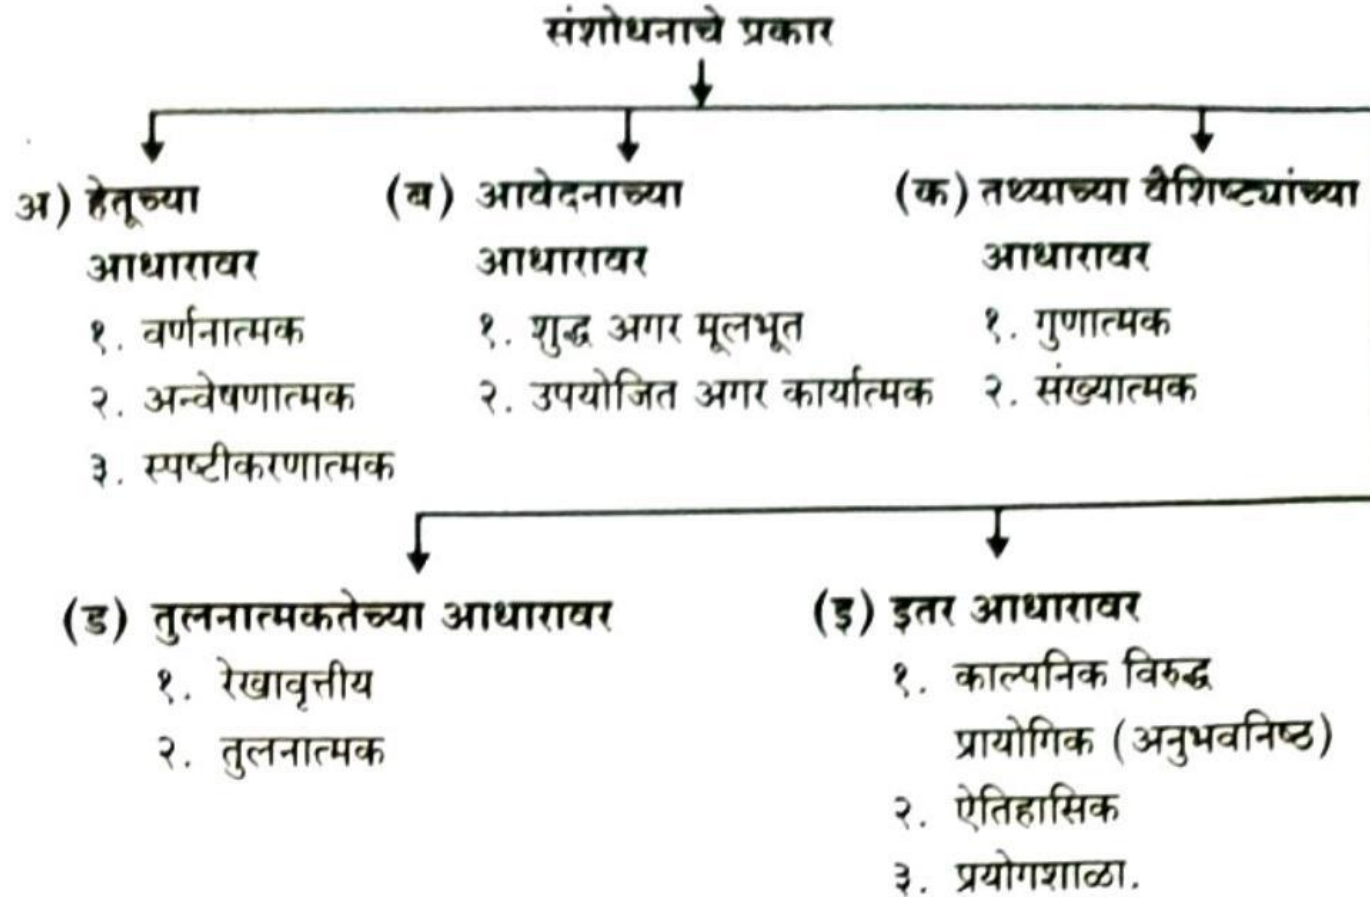 संशोधनाचे प्रकार
अ) हेतूच्या
आधारावर
१. वर्णनात्मक
२. अन्वेषणात्मक
३. स्पष्टीकरणात्मक
(ब) आवेदनाच्या
आधारावर
१. शुद्ध अगर मूलभूत
२. उपयोजित अगर कार्यात्मक
(क) तथ्याच्या वैशिष्ट्यांच्या
आधारावर
१. गुणात्मक
२. संख्यात्मक
(ड) तुलनात्मकतेच्या आधारावर
१. रेखावृत्तीय
२. तुलनात्मक
(इ) इतर आधारावर
१. काल्पनिक विरुद्ध
प्रायोगिक (अनुभवनिष्ठ)
२. ऐतिहासिक
३. प्रयोगशाळा.